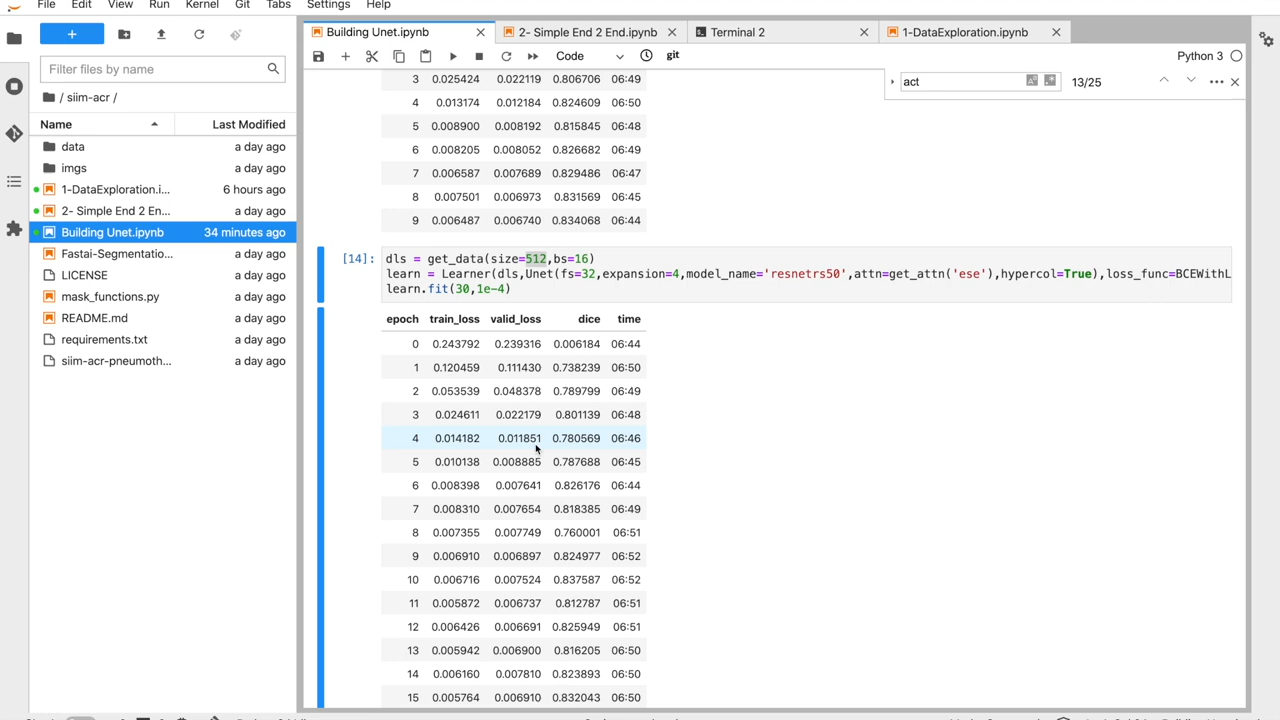 File Edit View Run Kernel Git Tabs Settings Help
Building Unet.ipynb
2- Simple End 2 End.ipynb
Terminal 2
1-DataExploration.ipynb
+
Filter files by name
/ siim-acr /
Name Last Modified
data a day ago
imgs a day ago
1-DataExploration.i... 6 hours ago
2- Simple End 2 En... a day ago
Building Unet.ipynb 34 minutes ago
Fastai-Segmentatio... a day ago
LICENSE a day ago
mask_functions.py a day ago
README.md a day ago
requirements.txt a day ago
siim-acr-pneumoth... a day ago
Code
git
Python 3
act
13/25
3 0.025424 0.022119 0.806706 06:49
4 0.013174 0.012184 0.824609 06:50
5 0.008900 0.008192 0.815845 06:48
6 0.008205 0.008052 0.826682 06:49
7 0.006587 0.007689 0.829486 06:47
8 0.007501 0.006973 0.831569 06:45
9 0.006487 0.006740 0.834068 06:44
[14]: dls = get_data(size=512,bs=16)
learn = Learner(dls,Unet(fs=32,expansion=4,model_name='resnetrs50',attn=get_attn('ese'),hypercol=True),loss_func=BCEWithL
learn.fit(30,1e-4)
epoch train_loss valid_loss dice time
0 0.243792 0.239316 0.006184 06:44
1 0.120459 0.111430 0.738239 06:50
2 0.053539 0.048378 0.789799 06:49
3 0.024611 0.022179 0.801139 06:48
4 0.014182 0.011851 0.780569 06:46
5 0.010138 0.008885 0.787688 06:45
6 0.008398 0.007641 0.826176 06:44
7 0.008310 0.007654 0.818385 06:49
8 0.007355 0.007749 0.760001 06:51
9 0.006910 0.006897 0.824977 06:52
10 0.006716 0.007524 0.837587 06:52
11 0.005872 0.006737 0.812787 06:51
12 0.006426 0.006691 0.825949 06:51
13 0.005942 0.006900 0.816205 06:50
14 0.006160 0.007810 0.823893 06:50
15 0.005764 0.006910 0.832043 06:50